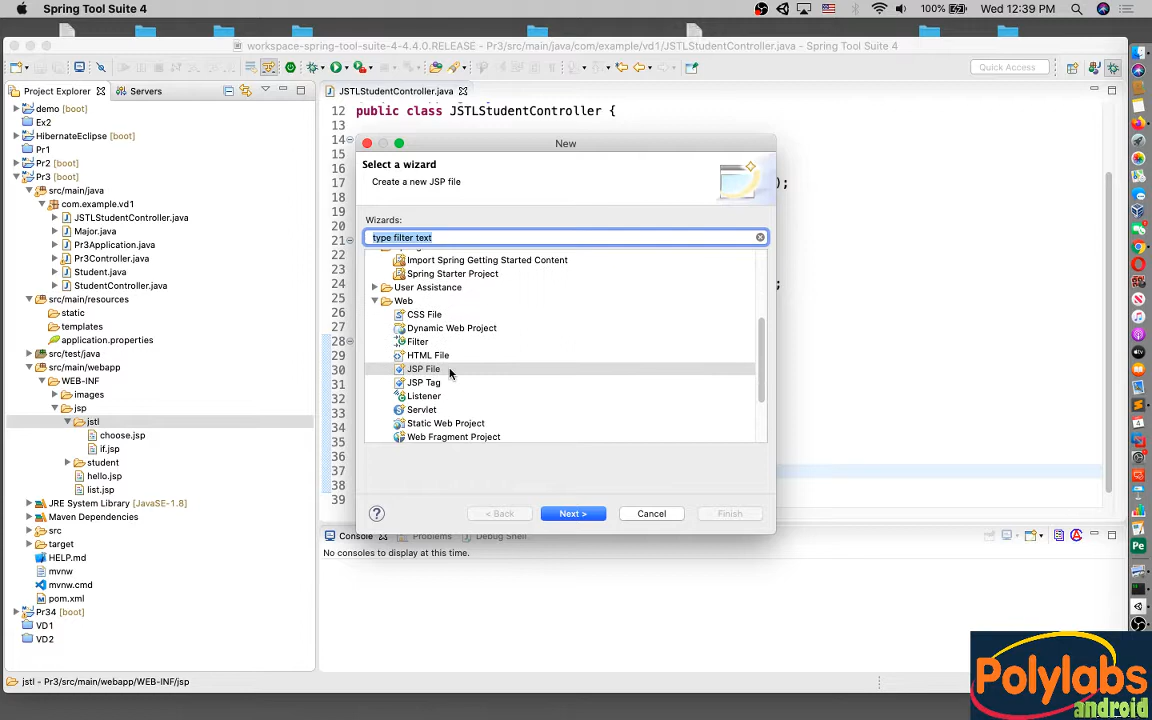 Spring Tool Suite 4
100%
Wed 12:39 PM
workspace-spring-tool-suite-4-4.4.0.RELEASE - Pr3/src/main/java/com/example/vd1/JSTLStudentController.java - Spring Tool Suite 4
Quick Access
Project Explorer
Servers
JSTLStudentController.java
demo [boot]
Ex2
HibernateEclipse [boot]
Pr1
Pr2 [boot]
Pr3 [boot]
src/main/java
com.example.vd1
JSTLStudentController.java
Major.java
Pr3Application.java
Pr3Controller.java
Student.java
StudentController.java
src/main/resources
static
templates
application.properties
src/test/java
src/main/webapp
WEB-INF
images
jsp
jstl
choose.jsp
if.jsp
student
hello.jsp
list.jsp
JRE System Library [JavaSE-1.8]
Maven Dependencies
src
target
HELP.md
mvnw
mvnw.cmd
pom.xml
Pr34 [boot]
VD1
VD2
12 public class JSTLStudentController {
13
14
15
16
17 );
18
19
20
21
22
23
24 ;
25
26
27
28
29
30
31
32
33
34
35
36
37
38
39
New
Select a wizard
Create a new JSP file
Wizards:
type filter text
Import Spring Getting Started Content
Spring Starter Project
User Assistance
Web
CSS File
Dynamic Web Project
Filter
HTML File
JSP File
JSP Tag
Listener
Servlet
Static Web Project
Web Fragment Project
?
< Back
Next >
Cancel
Finish
Console
Problems
Debug Shell
No consoles to display at this time.
jstl - Pr3/src/main/webapp/WEB-INF/jsp
Pe
Polylabs
android